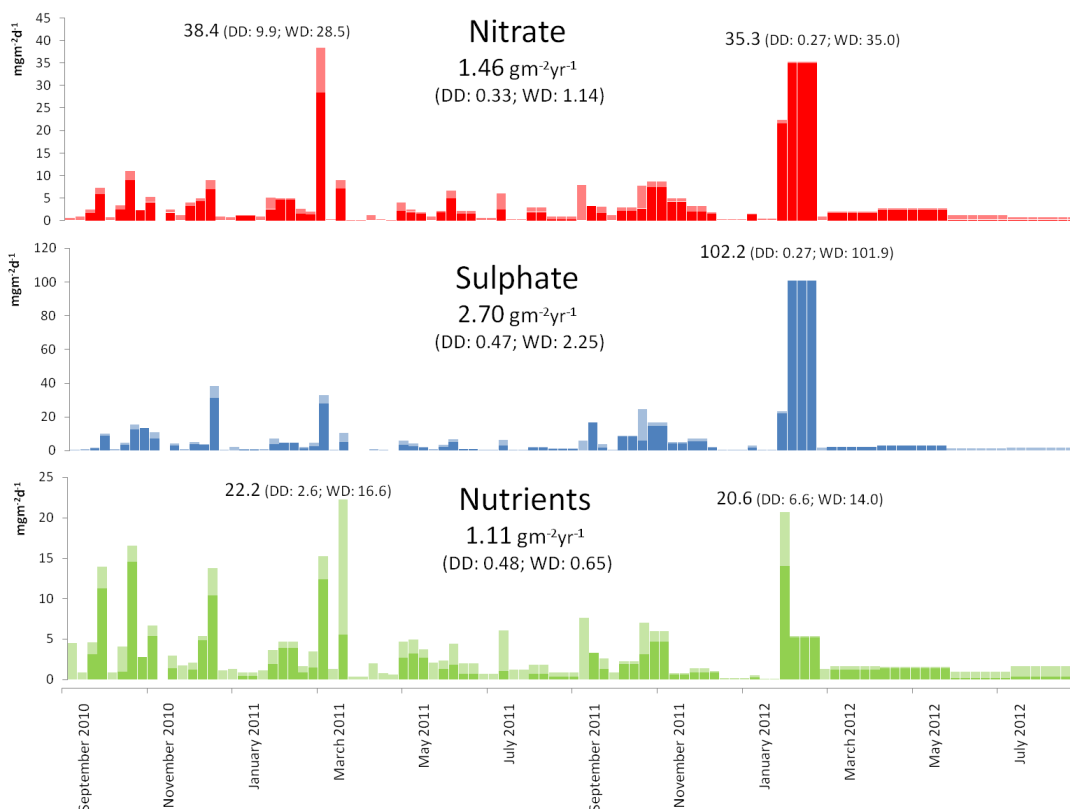 38.4 (DD: 9.9; WD: 28.5)
Nitrate
1.46 gm-2yr-1
(DD: 0.33; WD: 1.14)
35.3 (DD: 0.27; WD: 35.0)
mgm-2d-1
45
40
35
30
25
20
15
10
5
0
102.2 (DD: 0.27; WD: 101.9)
Sulphate
2.70 gm-2yr-1
(DD: 0.47; WD: 2.25)
mgm-2d-1
120
100
80
60
40
20
0
22.2 (DD: 2.6; WD: 16.6)
Nutrients
1.11 gm-2yr-1
(DD: 0.48; WD: 0.65)
20.6 (DD: 6.6; WD: 14.0)
mgm-2d-1
25
20
15
10
5
0
September 2010
November 2010
January 2011
March 2011
May 2011
July 2011
September 2011
November 2011
January 2012
March 2012
May 2012
July 2012